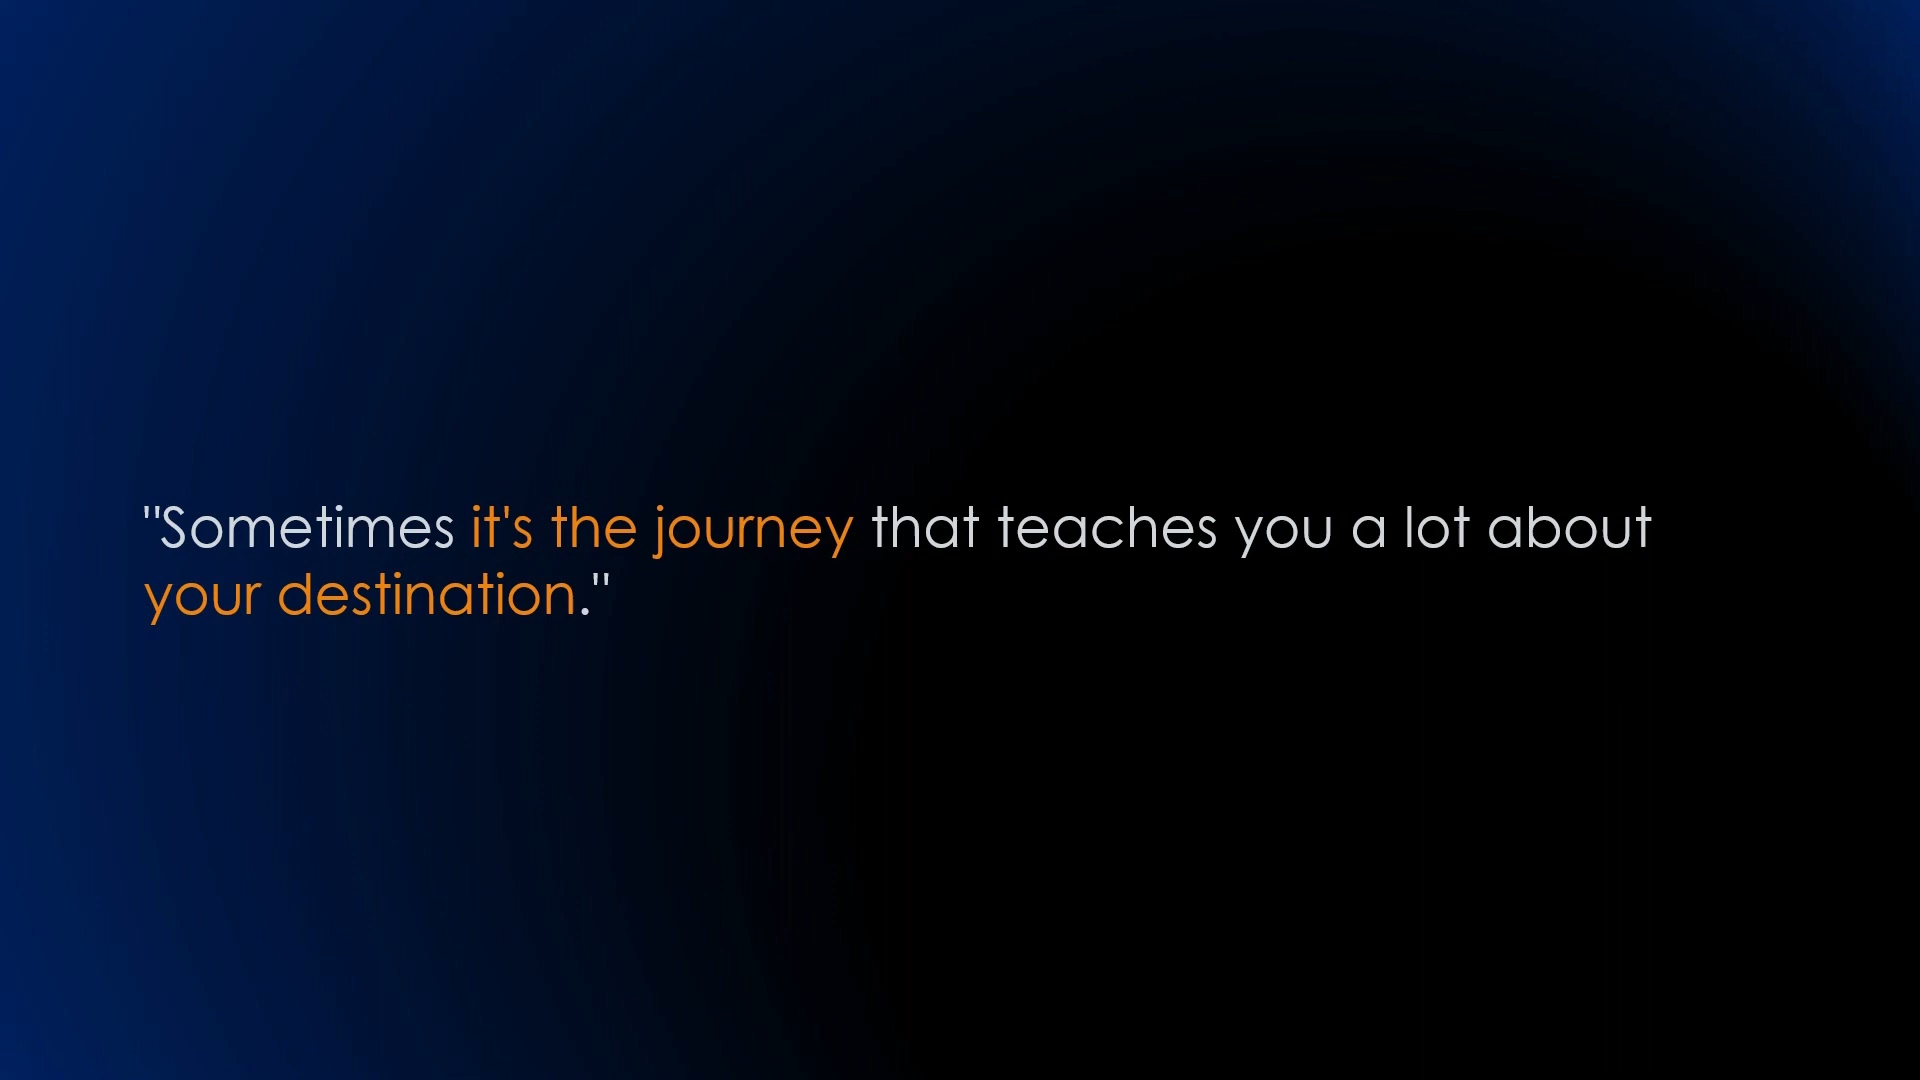 "Sometimes it's the journey that teaches you a lot about
your destination."